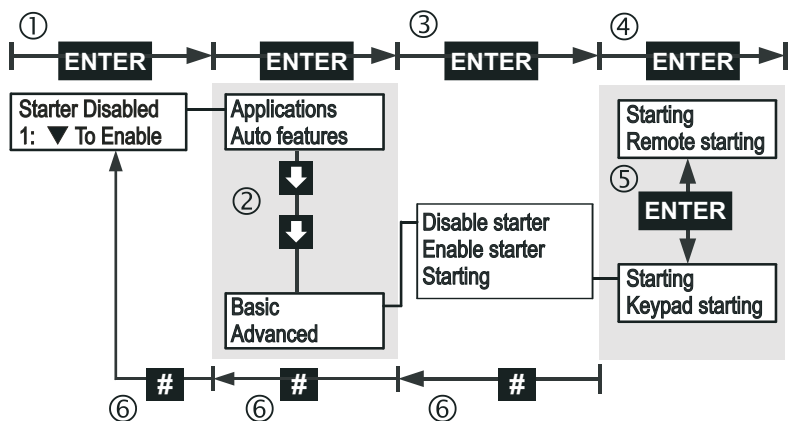 ① ③ ④
ENTER ENTER ENTER ENTER
Starter Disabled
1: ▼ To Enable
Applications
Auto features
②
Basic
Advanced
Disable starter
Enable starter
Starting
Starting
Remote starting
⑤
ENTER
Starting
Keypad starting
# # #
⑥ ⑥ ⑥